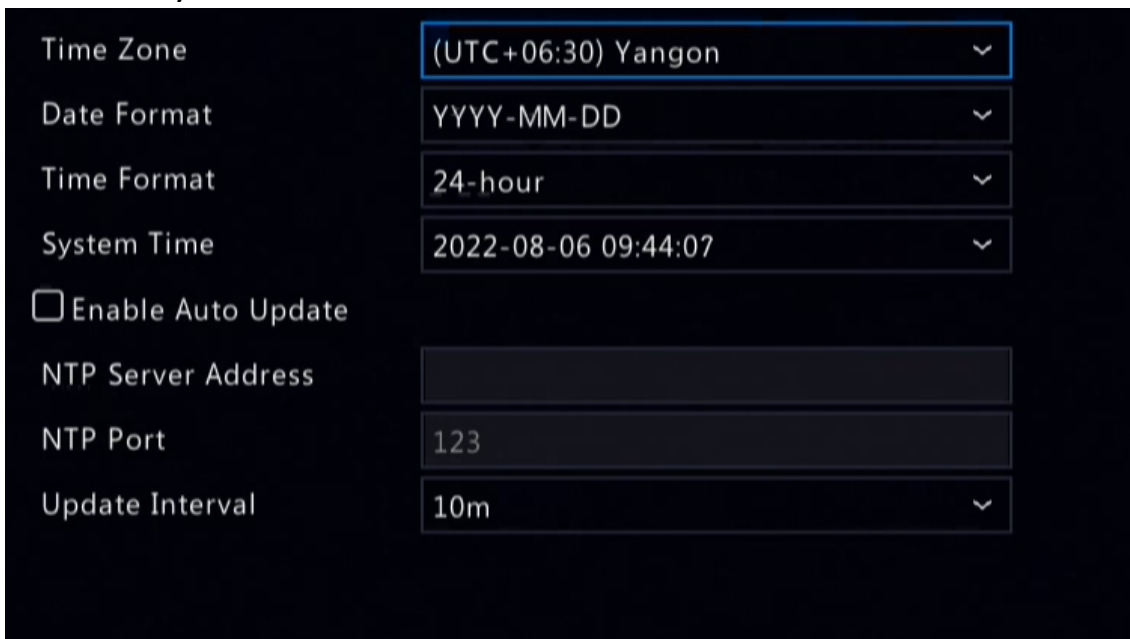 Time Zone (UTC+06:30) Yangon
Date Format YYYY-MM-DD
Time Format 24-hour
System Time 2022-08-06 09:44:07
Enable Auto Update
NTP Server Address
NTP Port 123
Update Interval 10m